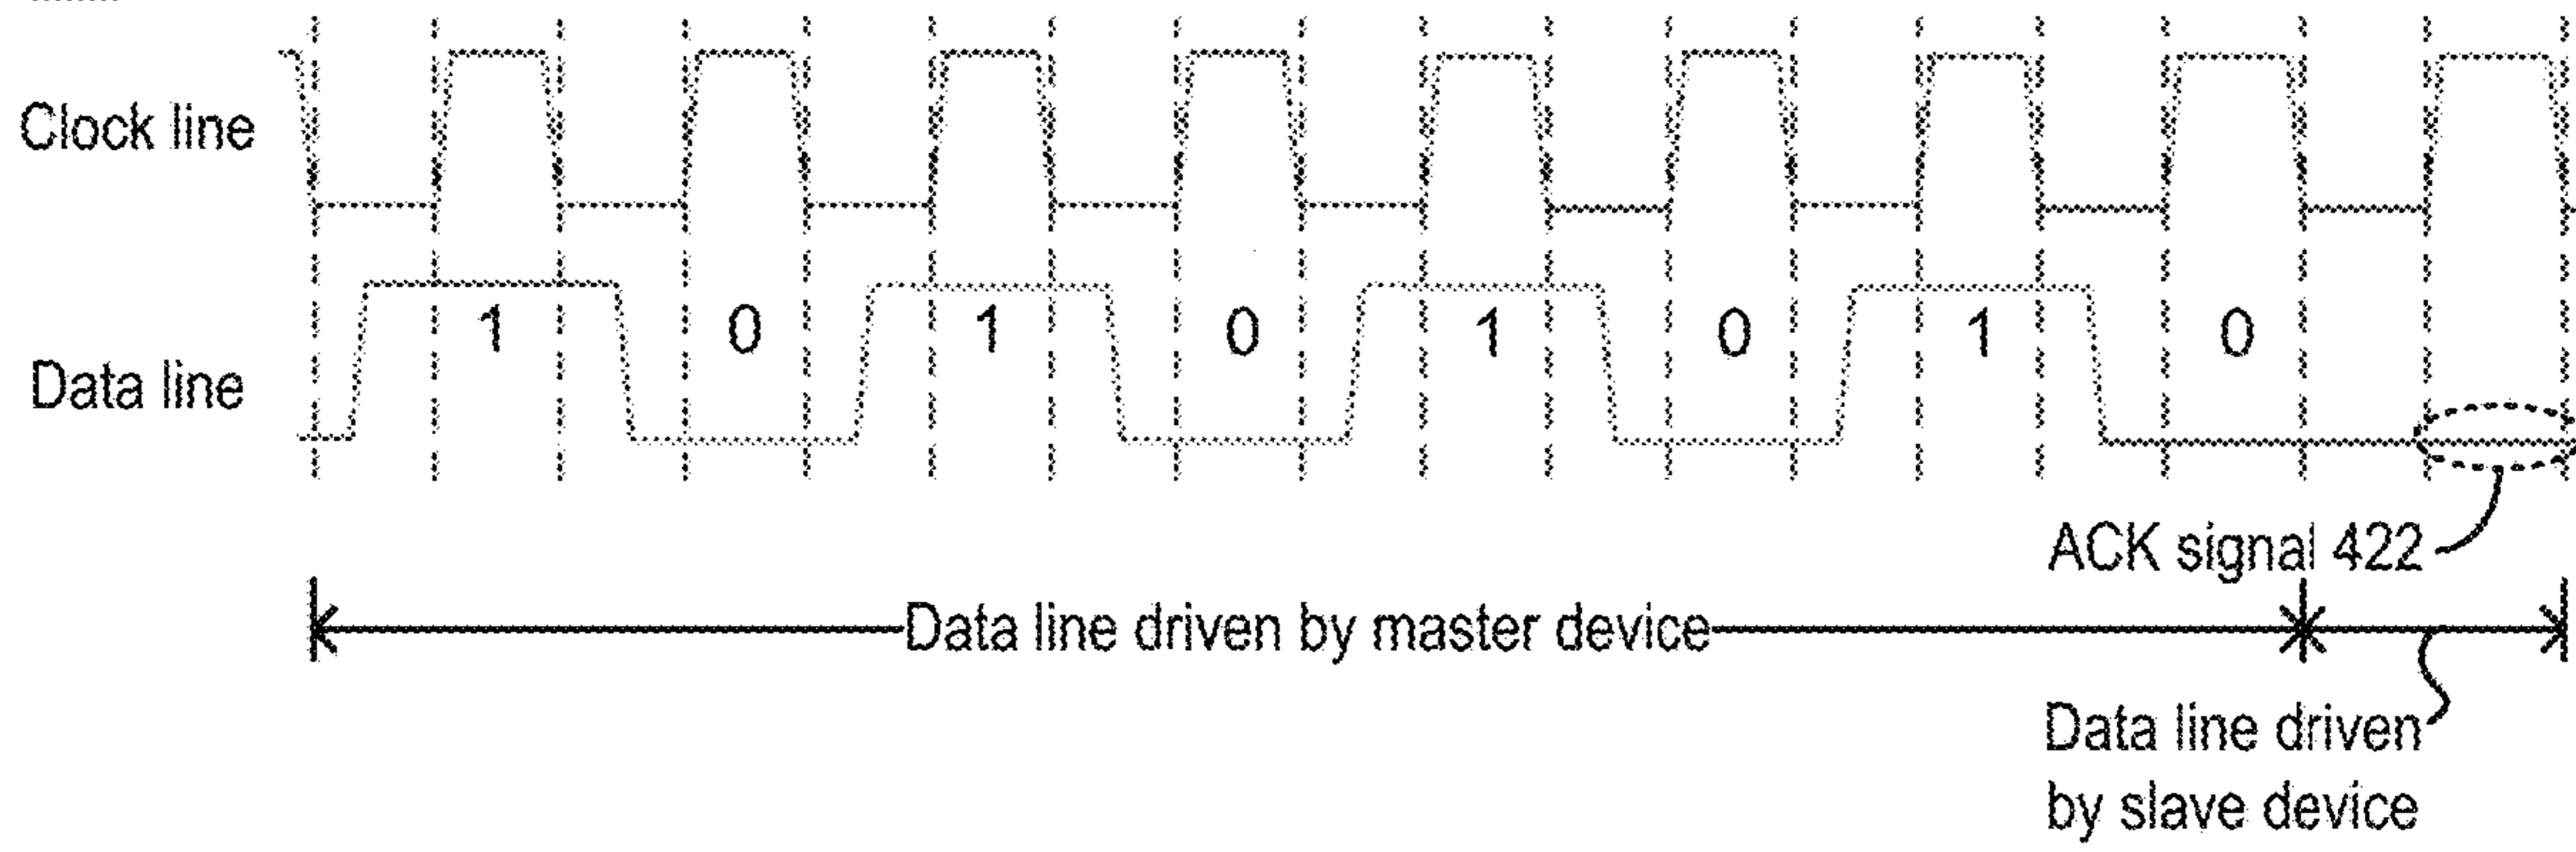 Clock line
1 0 1 0 1 0 1 0
Data line
ACK signal 422
Data line driven by master device
Data line driven
by slave device